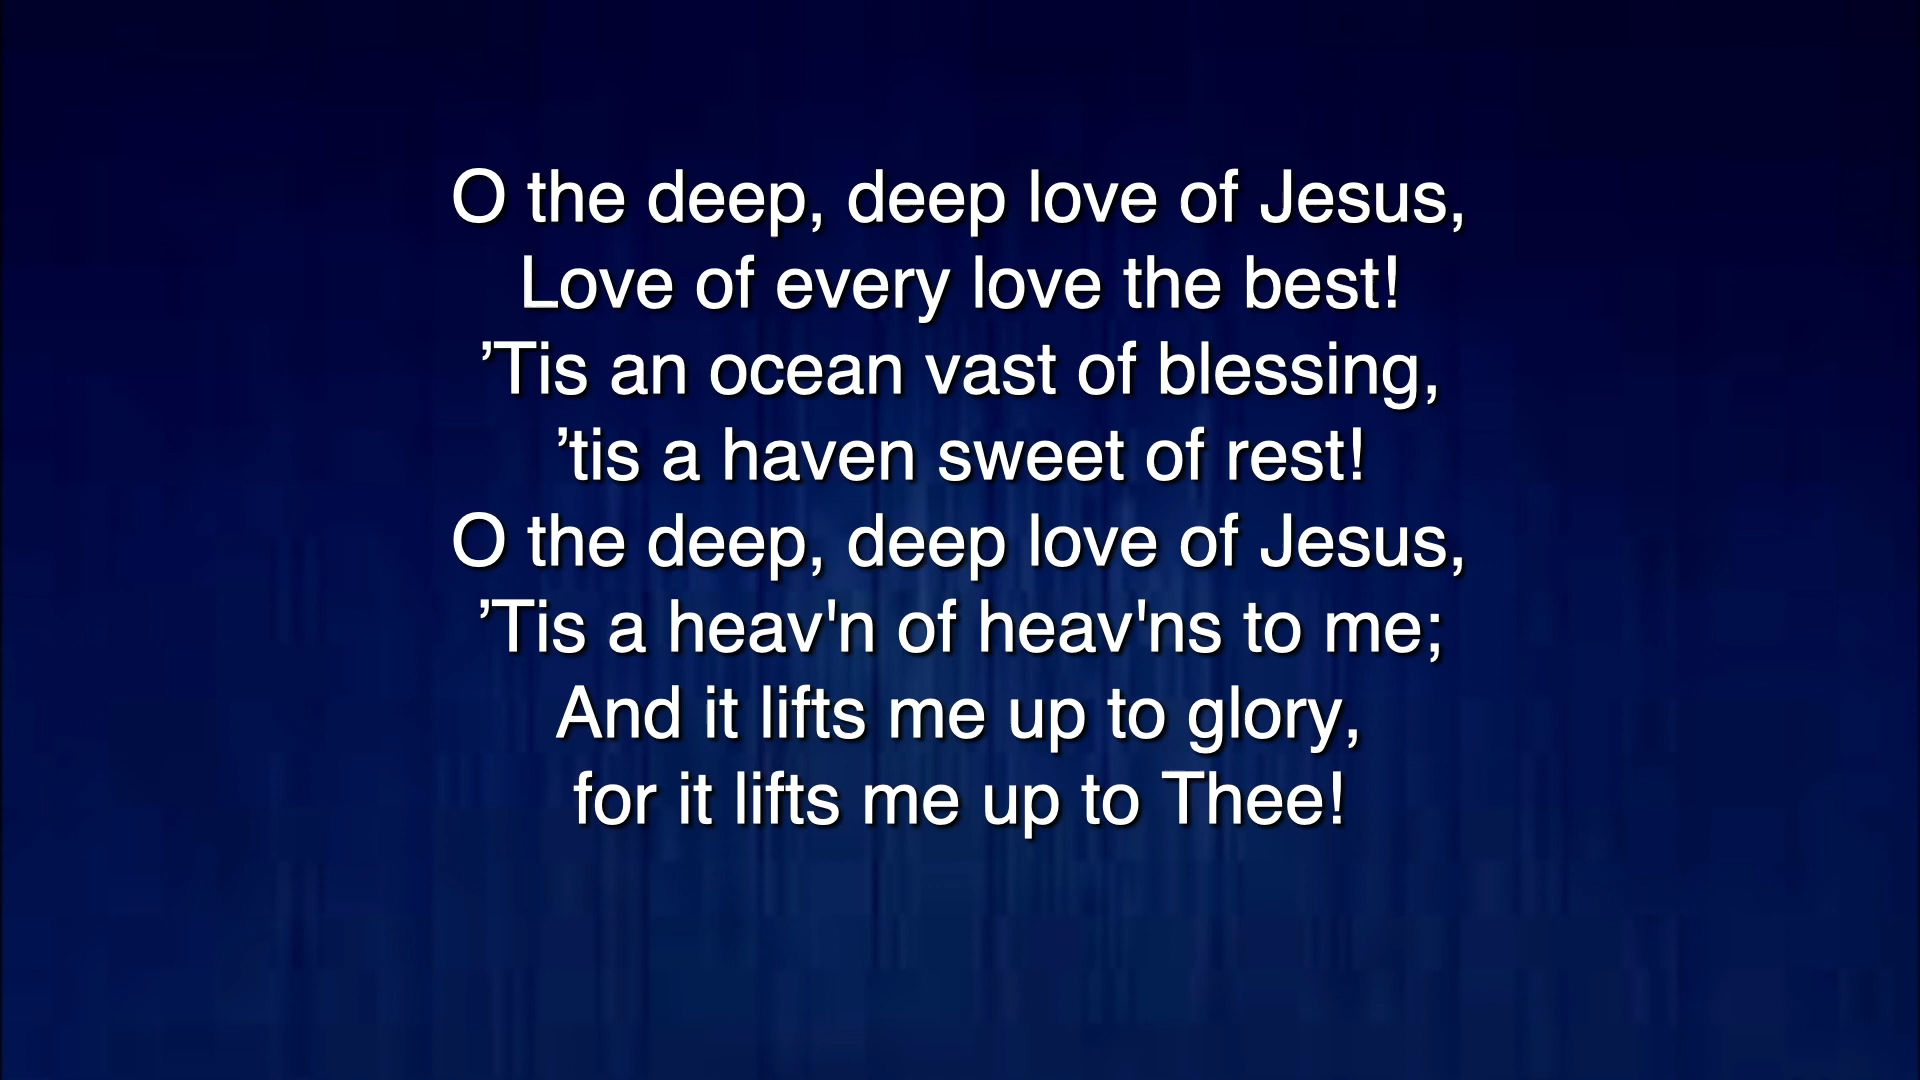 O the deep, deep love of Jesus,
Love of every love the best!
’Tis an ocean vast of blessing,
’tis a haven sweet of rest!
O the deep, deep love of Jesus,
’Tis a heav'n of heav'ns to me;
And it lifts me up to glory,
for it lifts me up to Thee!